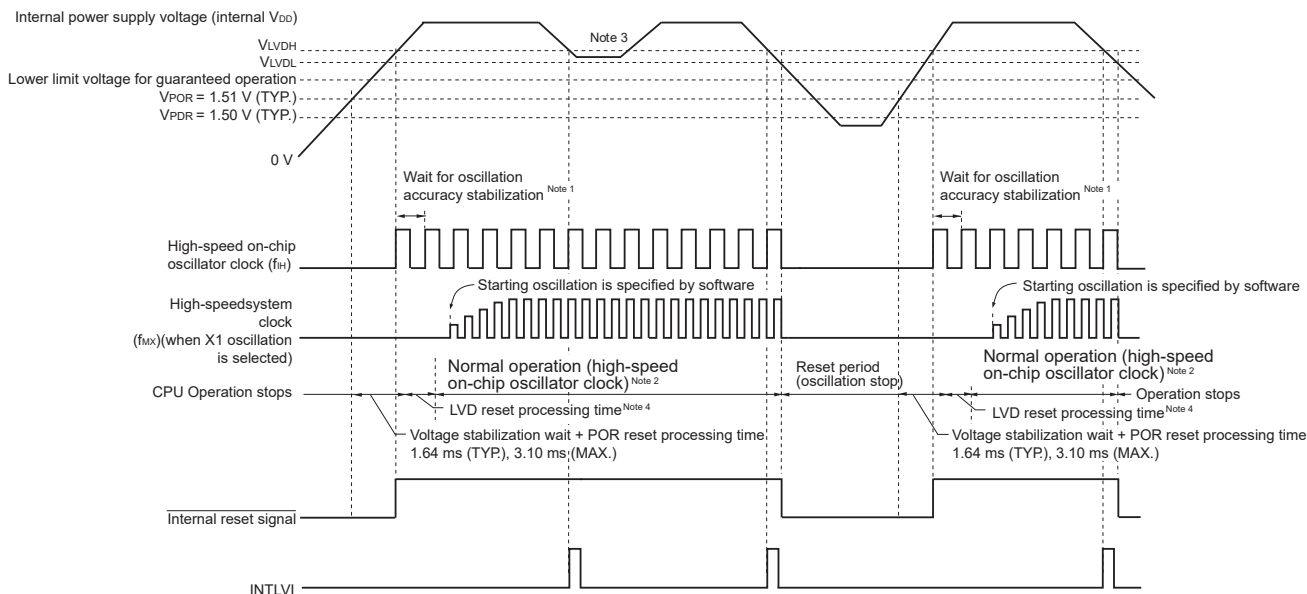 Internal power supply voltage (internal VDD)
Note 3
VLVDH
VLVDL
Lower limit voltage for guaranteed operation
VPOR = 1.51 V (TYP.)
VPDR = 1.50 V (TYP.)
0 V
Wait for oscillation
accuracy stabilization Note 1
Wait for oscillation
accuracy stabilization Note 1
High-speed on-chip
oscillator clock (fIH)
Starting oscillation is specified by software
Starting oscillation is specified by software
High-speedsystem
clock
(fMX)(when X1 oscillation
is selected)
Normal operation (high-speed
on-chip oscillator clock) Note 2
Reset period
(oscillation stop)
Normal operation (high-speed
on-chip oscillator clock) Note 2
CPU Operation stops
Operation stops
LVD reset processing time Note 4
LVD reset processing time Note 4
Voltage stabilization wait + POR reset processing time
1.64 ms (TYP.), 3.10 ms (MAX.)
Voltage stabilization wait + POR reset processing time
1.64 ms (TYP.), 3.10 ms (MAX.)
Internal reset signal
INTLVI